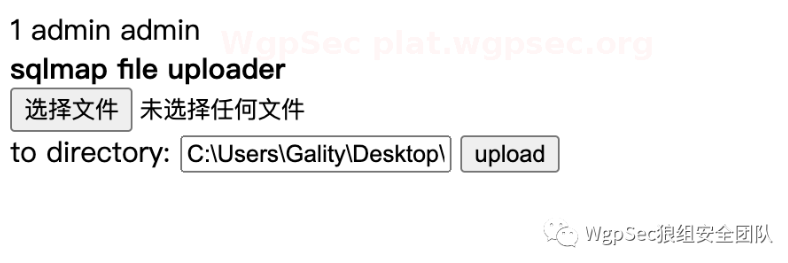 1 admin admin
WgpSec plat.wgpsec.org
sqlmap file uploader
选择文件 未选择任何文件
to directory: C:\Users\Gality\Desktop\ upload
WgpSec狼组安全团队